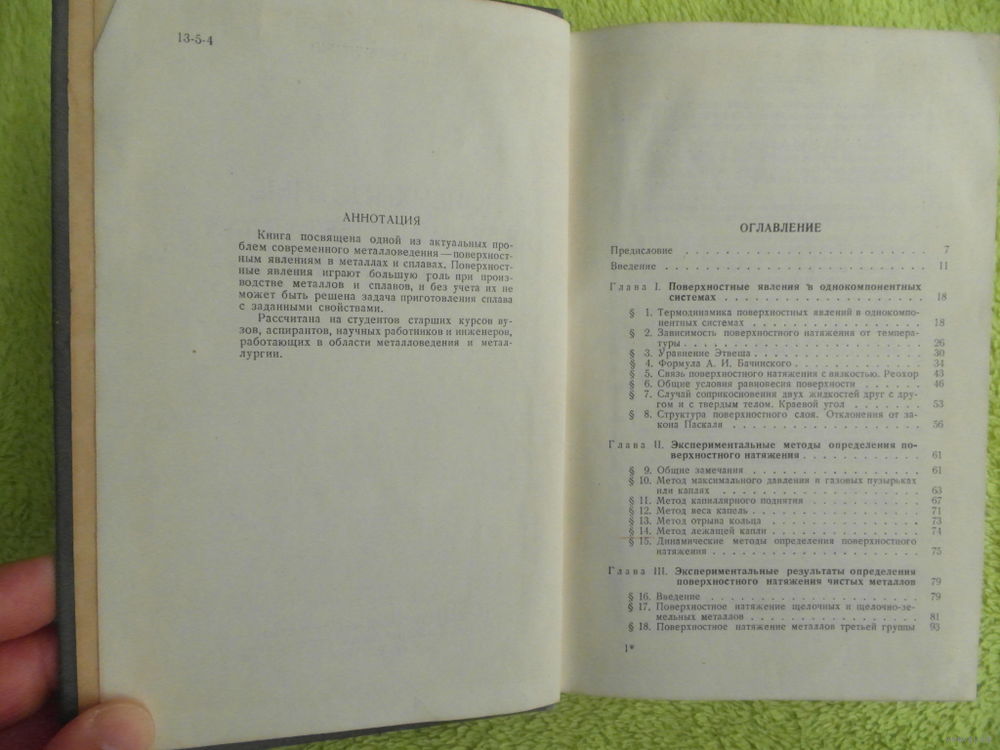 13-5-4
АННОТАЦИЯ
Книга посвящена одной из актуальных про-
блем современного металловедения — поверхност-
ным явлениям в металлах и сплавах. Поверхност-
ные явления играют большую роль при произ-
водстве металлов и сплавов, и без учета их не
может быть решена задача приготовления сплава
с заданными свойствами.
Рассчитана на студентов старших курсов ву-
зов, аспирантов, научных работников и инженеров,
работающих в области металловедения и метал-
лургии.
ОГЛАВЛЕНИЕ
Предисловие . . . . . . . . . . . . . . . 7
Введение . . . . . . . . . . . . . . . . 11
Глава I. Поверхностные явления в однокомпонентных
системах . . . . . . . . . . . . . . . 18
§ 1. Термодинамика поверхностных явлений в однокомпо-
нентных системах . . . . . . . . . . . . 18
§ 2. Зависимость поверхностного натяжения от темпера-
туры . . . . . . . . . . . . . . . . . 26
§ 3. Уравнение Этвеша . . . . . . . . . . . . 30
§ 4. Формула А. И. Бачинского . . . . . . . . . 34
§ 5. Связь поверхностного натяжения с вязкостью. Реохор 43
§ 6. Общие условия равновесия поверхности . . . . . 46
§ 7. Случай соприкосновения двух жидкостей друг с дру-
гом и с твердым телом. Краевой угол . . . . . . 53
§ 8. Структура поверхностного слоя. Отклонения от за-
кона Паскаля . . . . . . . . . . . . . . 56
Глава II. Экспериментальные методы определения по-
верхностного натяжения . . . . . . . . . . 61
§ 9. Общие замечания . . . . . . . . . . . . 61
§ 10. Метод максимального давления в газовых пузырьках
или каплях . . . . . . . . . . . . . . . 63
§ 11. Метод капиллярного поднятия . . . . . . . . 67
§ 12. Метод веса капель . . . . . . . . . . . . 71
§ 13. Метод отрыва кольца . . . . . . . . . . . 73
§ 14. Метод лежащей капли . . . . . . . . . . . 74
§ 15. Динамические методы определения поверхностного
натяжения . . . . . . . . . . . . . . . 75
Глава III. Экспериментальные результаты определения
поверхностного натяжения чистых металлов 79
§ 16. Введение . . . . . . . . . . . . . . . 79
§ 17. Поверхностное натяжение щелочных и щелочно-зе-
мельных металлов . . . . . . . . . . . . 81
§ 18. Поверхностное натяжение металлов третьей группы 93
1*